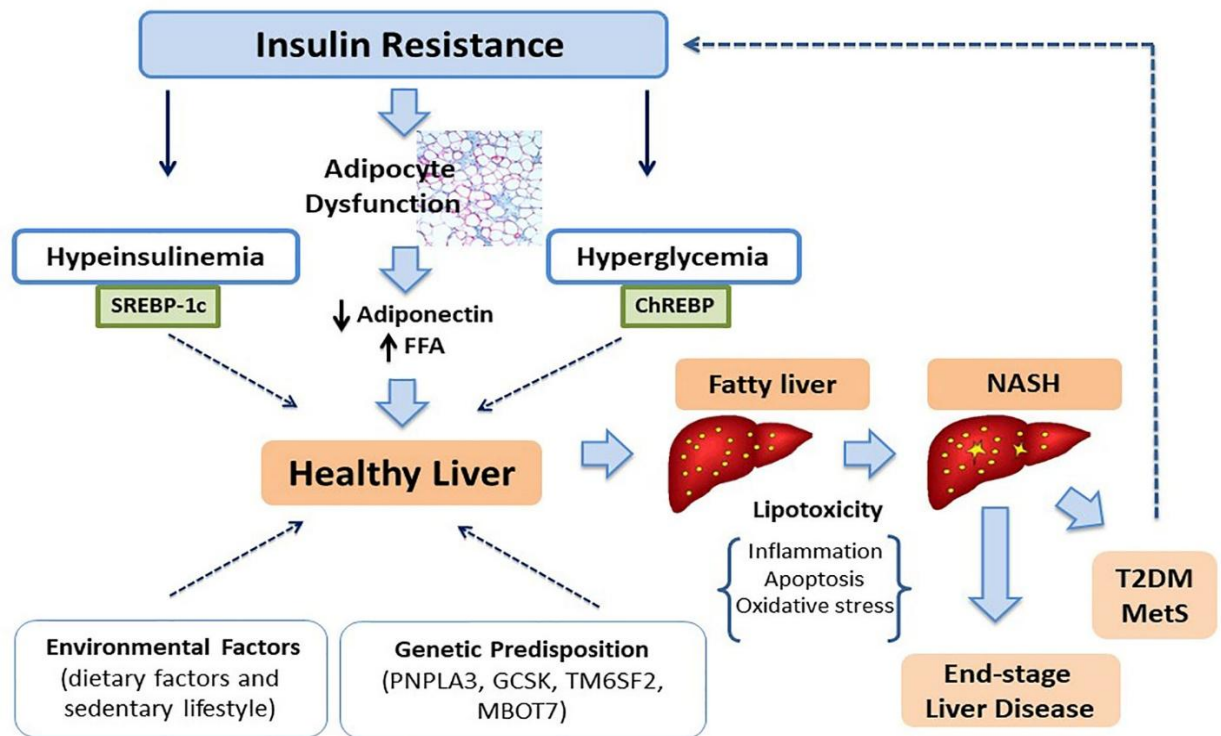 Insulin Resistance
Adipocyte
Dysfunction
Hypeinsulinemia
Hyperglycemia
SREBP-1c
ChREBP
↓ Adiponectin
↑ FFA
Fatty liver
NASH
Healthy Liver
Lipotoxicity
Inflammation
Apoptosis
Oxidative stress
T2DM
MetS
Environmental Factors
(dietary factors and
sedentary lifestyle)
Genetic Predisposition
(PNPLA3, GCSK, TM6SF2,
MBOT7)
End-stage
Liver Disease